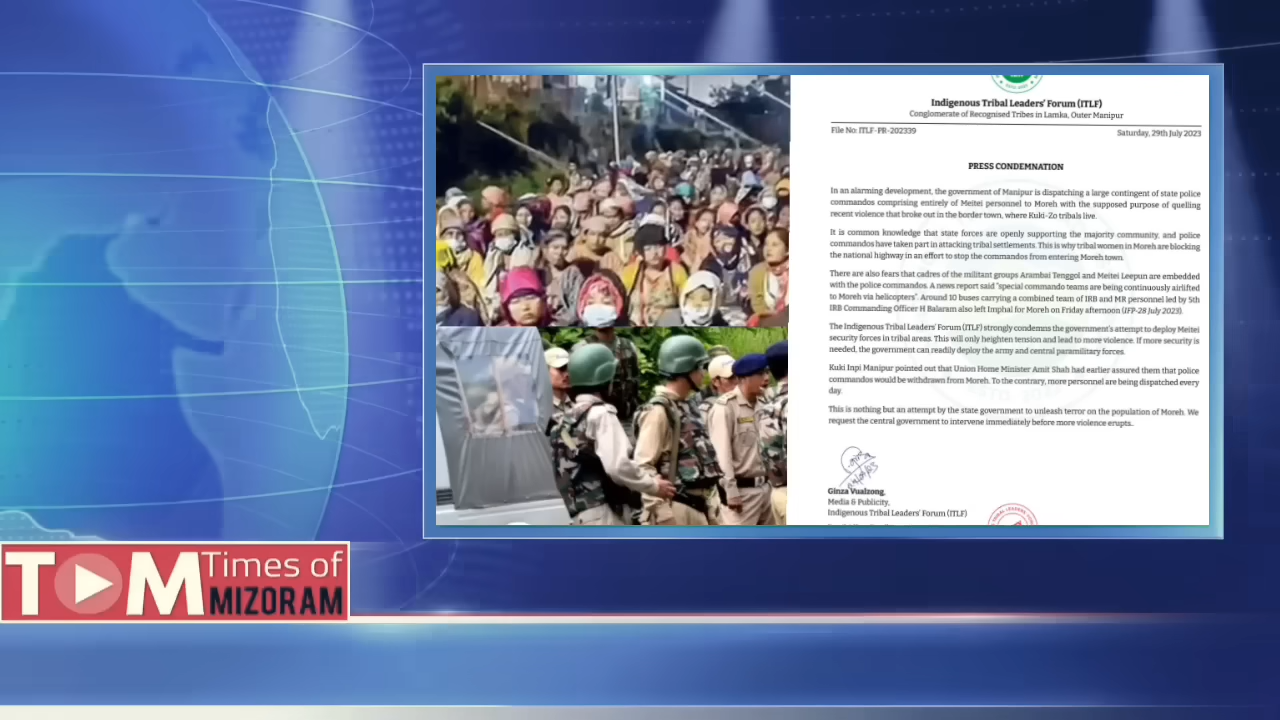 Indigenous Tribal Leaders' Forum (ITLF)
Conglomerate of Recognised Tribes in Lamka, Outer Manipur
File No: ITLF-PR-202339
Saturday, 29th July 2023
PRESS CONDEMNATION
In an alarming development, the government of Manipur is dispatching a large contingent of state police
commandos comprising entirely of Meitei personnel to Moreh with the supposed purpose of quelling
recent violence that broke out in the border town, where Kuki-Zo tribals live.
It is common knowledge that state forces are openly supporting the majority community, and police
commandos have taken part in attacking tribal settlements. This is why tribal women in Moreh are blocking
the national highway in an effort to stop the commandos from entering Moreh town.
There are also fears that cadres of the militant groups Arambai Tenggol and Meitei Leepun are embedded
with the police commandos. A news report said "special commando teams are being continuously airlifted
to Moreh via helicopters". Around 10 buses carrying a combined team of IRB and MR personnel led by 5th
IRB Commanding Officer H Balaram also left Imphal for Moreh on Friday afternoon (IFP-28 July 2023).
The Indigenous Tribal Leaders' Forum (ITLF) strongly condemns the government's attempt to deploy Meitei
security forces in tribal areas. This will only heighten tension and lead to more violence. If more security is
needed, the government can readily deploy the army and central paramilitary forces.
Kuki Inpi Manipur pointed out that Union Home Minister Amit Shah had earlier assured them that police
commandos would be withdrawn from Moreh. To the contrary, more personnel are being dispatched every
day.
This is nothing but an attempt by the state government to unleash terror on the population of Moreh. We
request the central government to intervene immediately before more violence erupts.
Ginza Vualzong,
Media & Publicity,
Indigenous Tribal Leaders' Forum (ITLF)
TOM Times of
MIZORAM